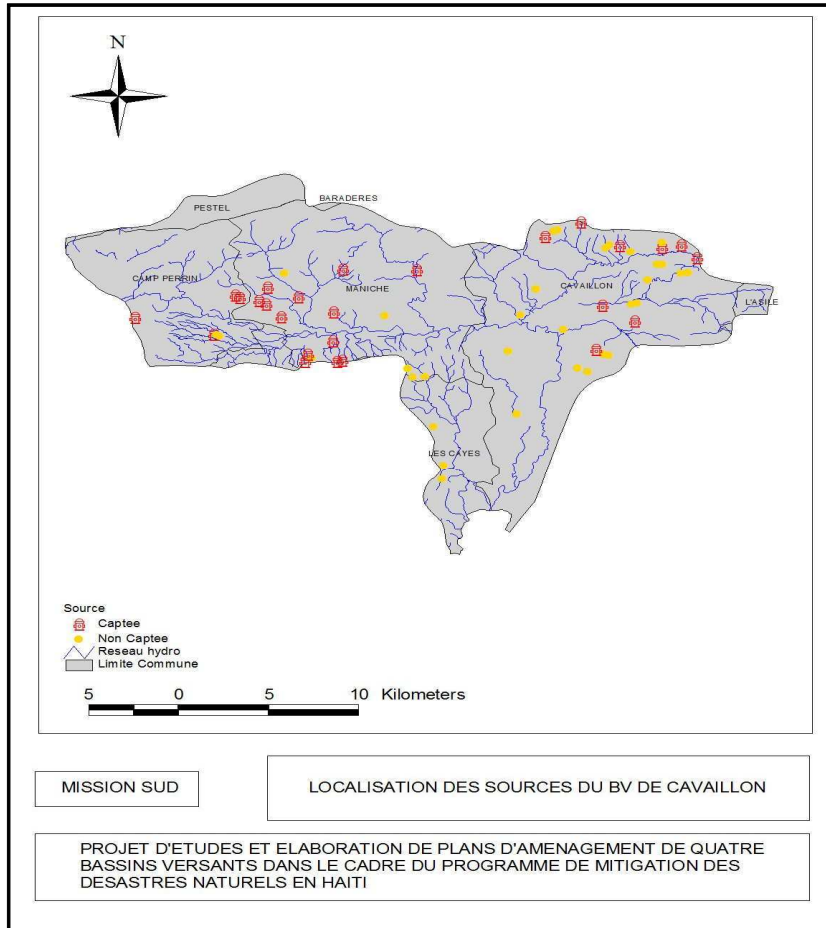 N
BARADERES
PESTEL
CAMP PERRIN
MANICHE
CAVAILLON
L'ASILE
LES CAYES
Source
Captee
Non Captee
Reseau hydro
Limite Commune
5 0 5 10 Kilometers
MISSION SUD
LOCALISATION DES SOURCES DU BV DE CAVAILLON
PROJET D'ETUDES ET ELABORATION DE PLANS D'AMENAGEMENT DE QUATRE
BASSINS VERSANTS DANS LE CADRE DU PROGRAMME DE MITIGATION DES
DESASTRES NATURELS EN HAITI